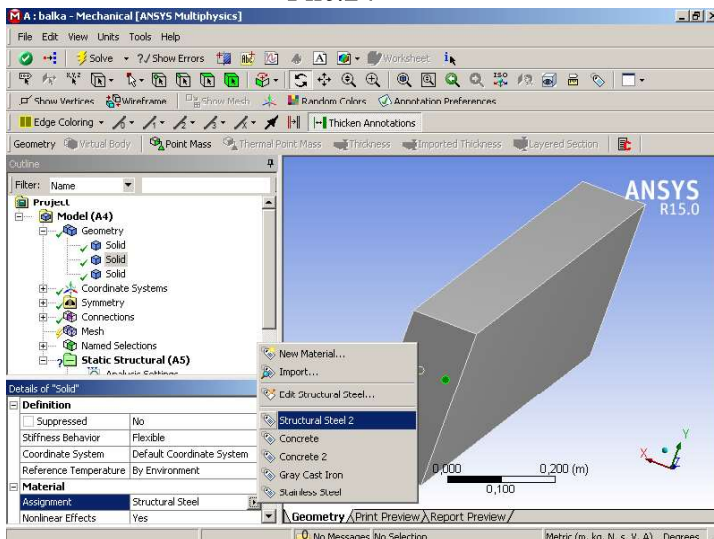 A : balka - Mechanical [ANSYS Multiphysics]
File Edit View Units Tools Help
Solve ?/ Show Errors Worksheet
Show Vertices Wireframe Show Mesh Random Colors Annotation Preferences
Edge Coloring Thicken Annotations
Geometry Virtual Body Point Mass Thermal Point Mass Thickness Imported Thickness Layered Section
Outline
Filter: Name
Project
Model (A4)
Geometry
Solid
Solid
Solid
Coordinate Systems
Symmetry
Connections
Mesh
Named Selections
Static Structural (A5)
Analysis Settings
Details of "Solid"
Definition
Suppressed No
Stiffness Behavior Flexible
Coordinate System Default Coordinate System
Reference Temperature By Environment
Material
Assignment Structural Steel
Nonlinear Effects Yes
New Material...
Import...
Edit Structural Steel...
Structural Steel 2
Concrete
Concrete 2
Gray Cast Iron
Stainless Steel
ANSYS
R15.0
0,000 0,200 (m)
0,100
X Y
Geometry Print Preview Report Preview
No Messages No Selection Metric (m, kg, N, s, V, A) Degrees